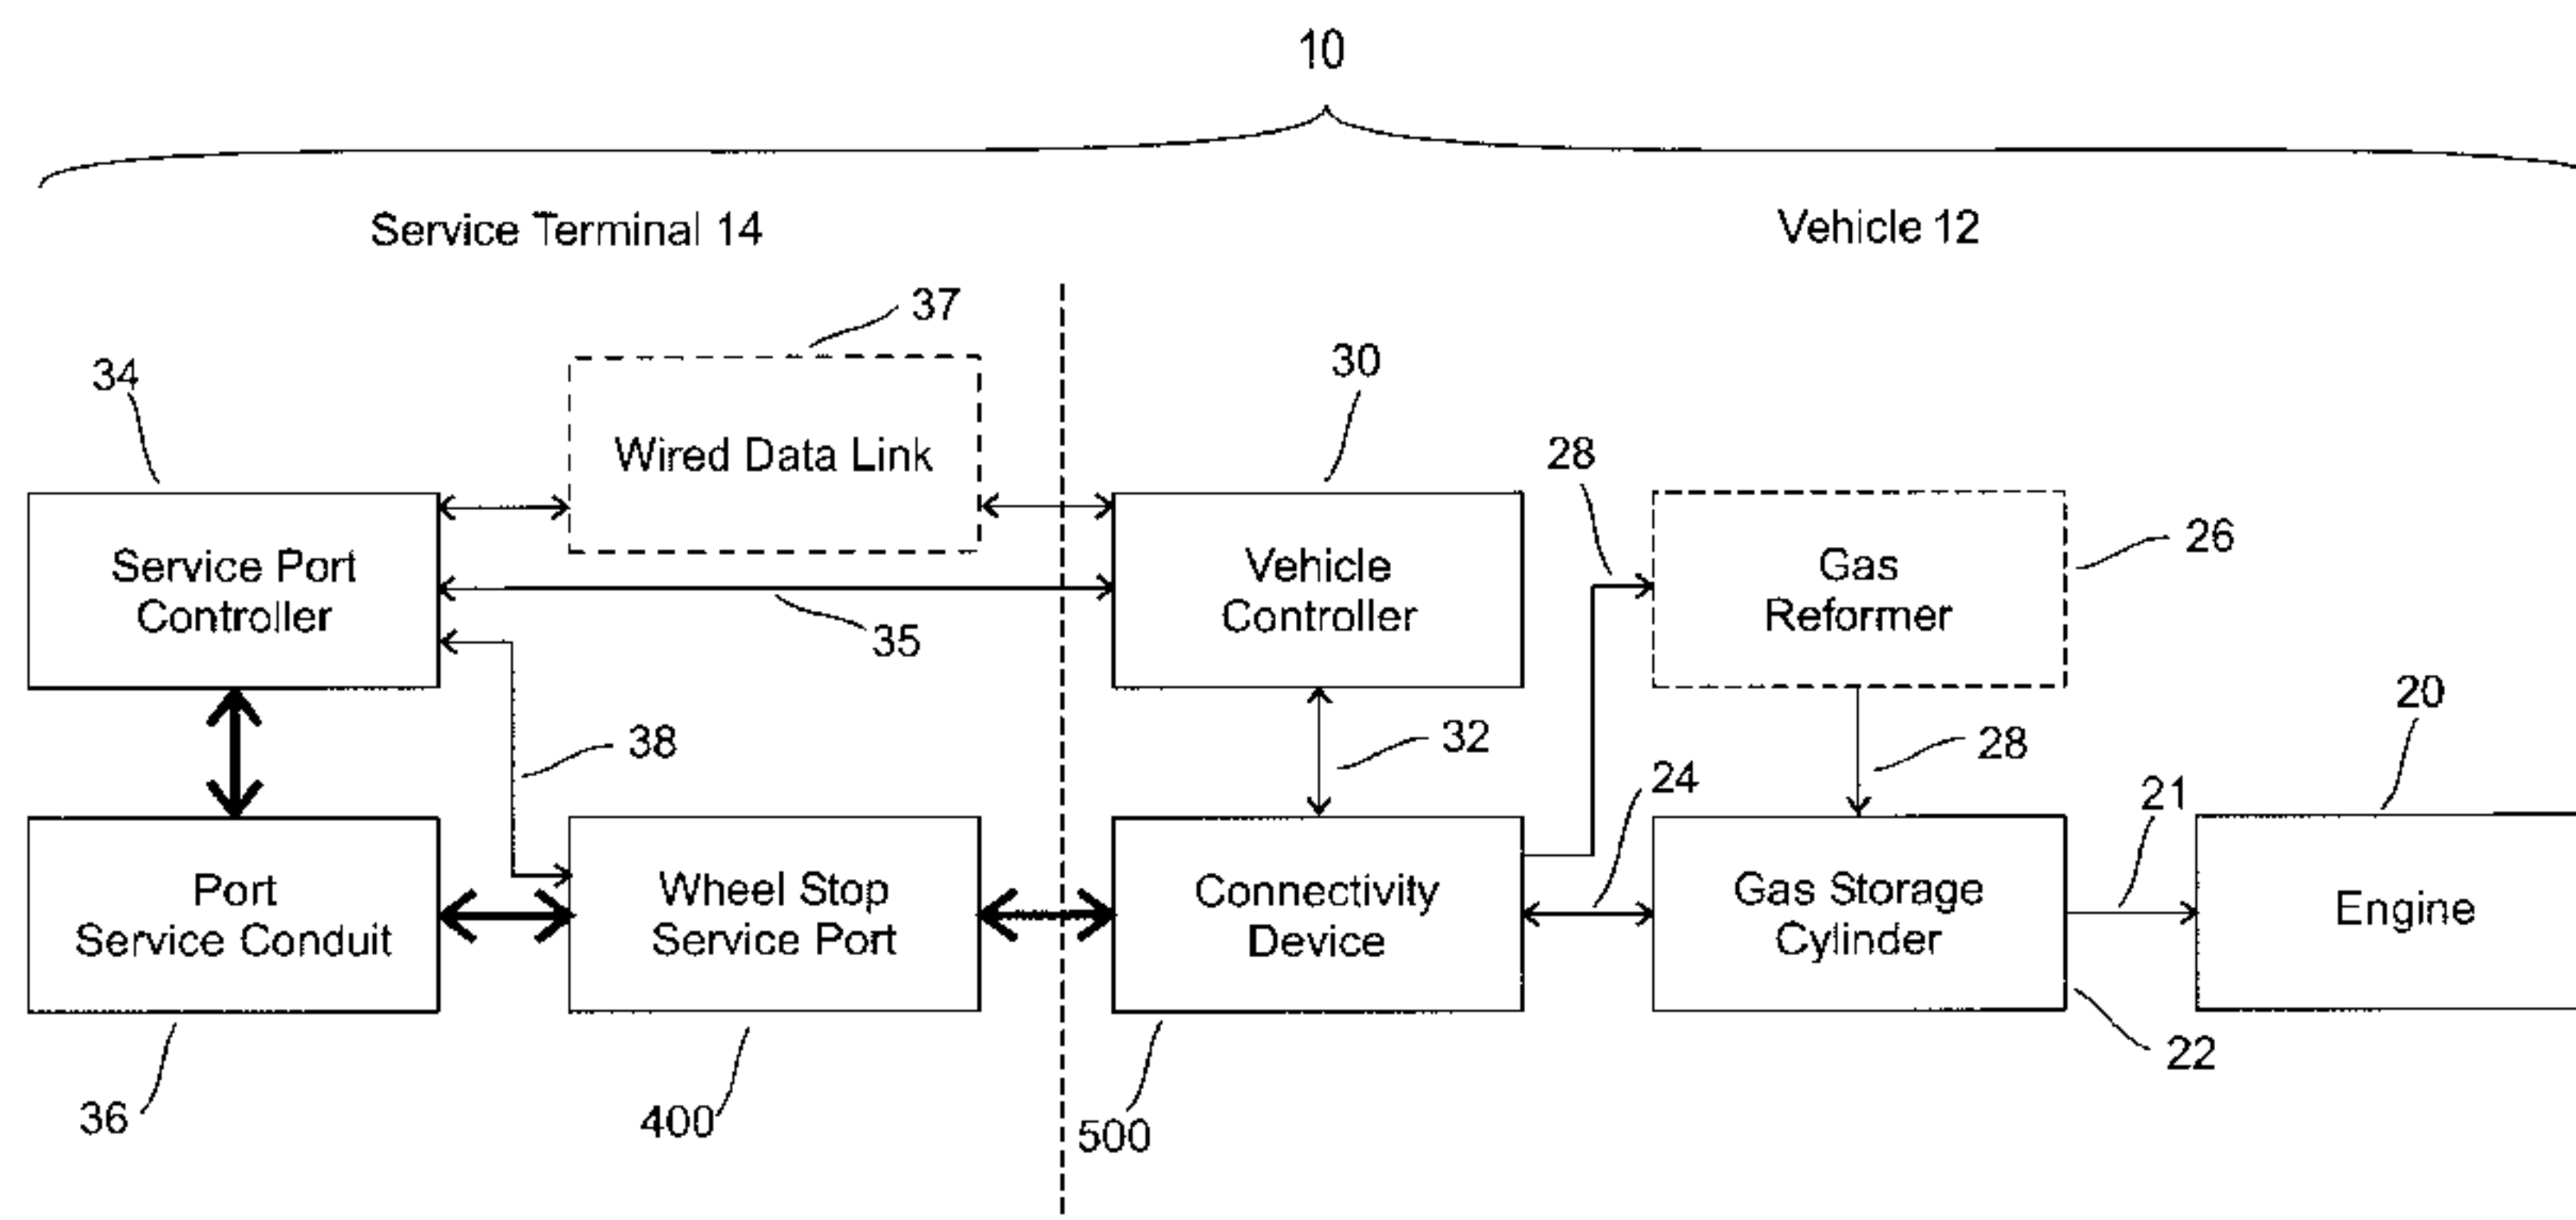 10
Service Terminal 14
Vehicle 12
37
34
30
28
Wired Data Link
26
Service Port
Controller
Vehicle
Controller
Gas
Reformer
35
38
32
28
20
24
21
Port
Service Conduit
Wheel Stop
Service Port
Connectivity
Device
Gas Storage
Cylinder
Engine
22
36
400
500